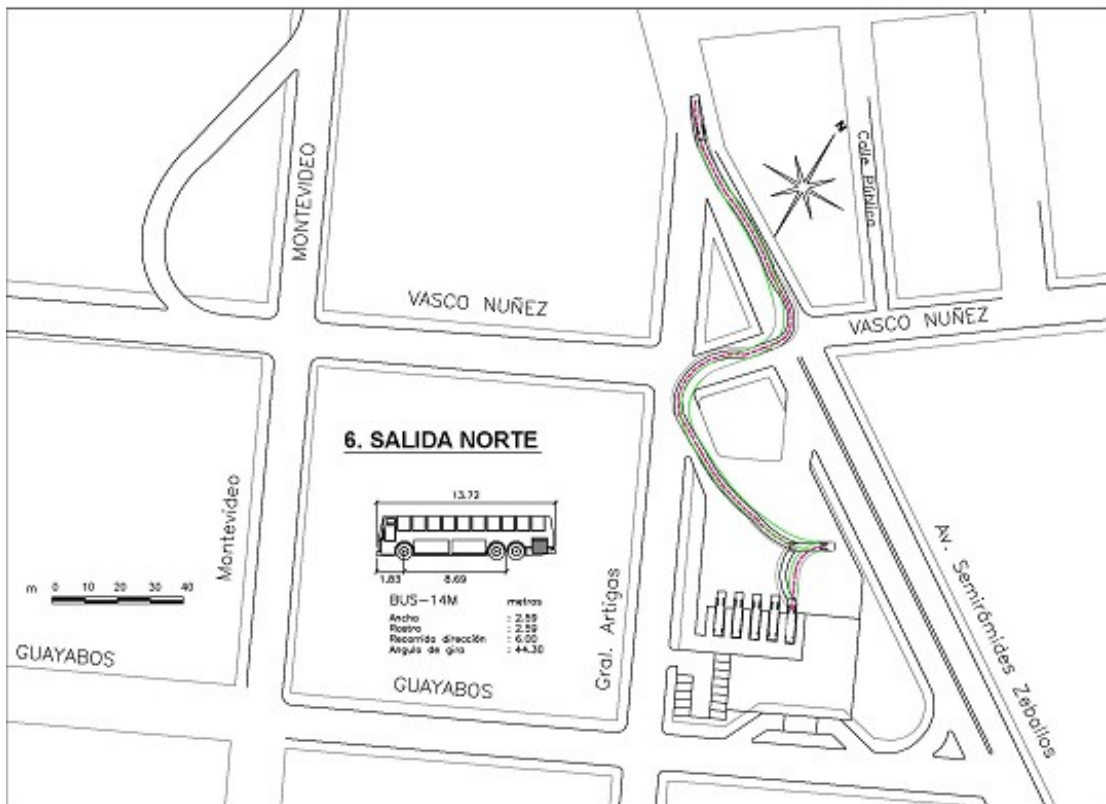 N
Calle Pública
MONTEVIDEO
VASCO NUÑEZ
VASCO NUÑEZ
6. SALIDA NORTE
13.72
1.83 8.69
BUS-14M metros
Ancho : 2.59
Rastro : 2.59
Recorrido dirección : 6.00
Angulo de giro : 44.30
Montevideo
m 0 10 20 30 40
Gral. Artigas
Av. Semirámides Zeballos
GUAYABOS
GUAYABOS